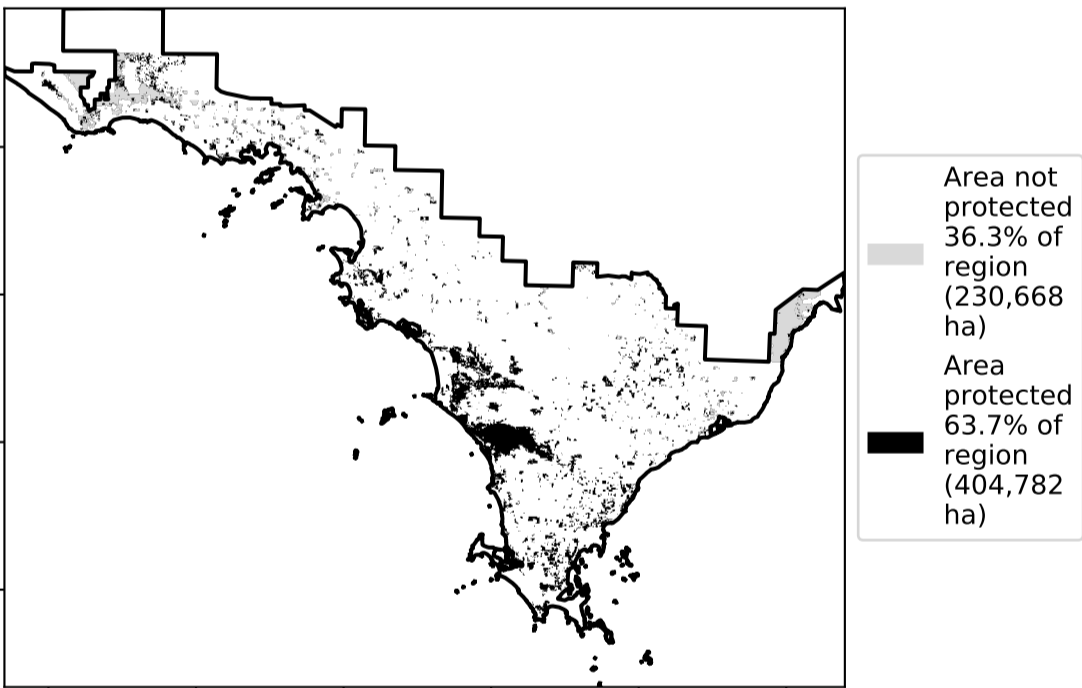 Area not
protected
36.3% of
region
(230,668
ha)
Area
protected
63.7% of
region
(404,782
ha)